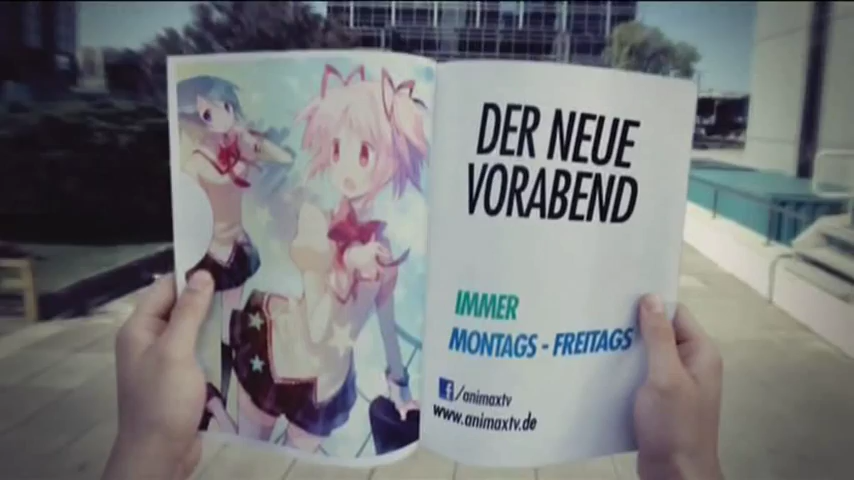 DER NEUE
VORABEND
IMMER
MONTAGS - FREITAGS
f/animaxtv
www.animaxtv.de